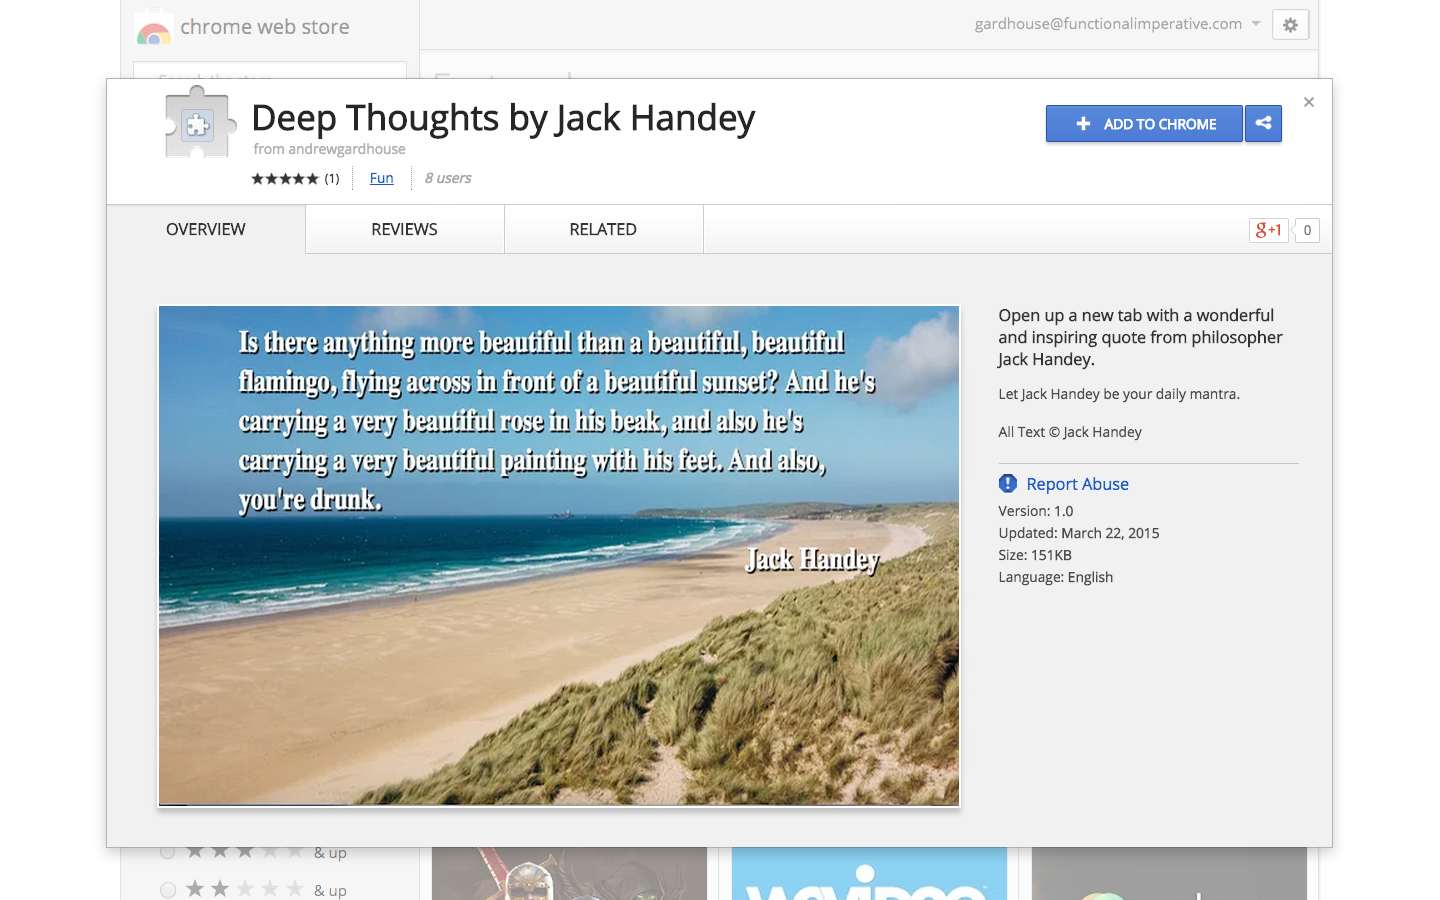 chrome web store
gardhouse@functionalimperative.com
Deep Thoughts by Jack Handey
from andrewgardhouse
(1)
Fun
8 users
ADD TO CHROME
OVERVIEW
REVIEWS
RELATED
g+1
0
Is there anything more beautiful than a beautiful, beautiful
flamingo, flying across in front of a beautiful sunset? And he's
carrying a very beautiful rose in his beak, and also he's
carrying a very beautiful painting with his feet. And also,
you're drunk.
Jack Handey
Open up a new tab with a wonderful
and inspiring quote from philosopher
Jack Handey.
Let Jack Handey be your daily mantra.
All Text © Jack Handey
Report Abuse
Version: 1.0
Updated: March 22, 2015
Size: 151KB
Language: English
& up
& up